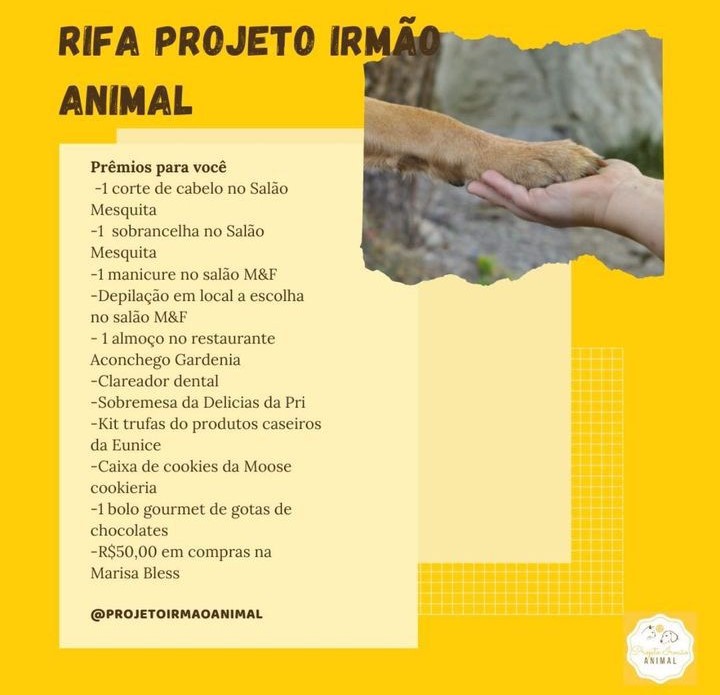 RIFA PROJETO IRMÃO
ANIMAL
Prêmios para você
-1 corte de cabelo no Salão
Mesquita
-1 sobrancelha no Salão
Mesquita
-1 manicure no salão M&F
-Depilação em local a escolha
no salão M&F
- 1 almoço no restaurante
Aconchego Gardenia
-Clareador dental
-Sobremesa da Delicias da Pri
-Kit trufas do produtos caseiros
da Eunice
-Caixa de cookies da Moose
cookieria
-1 bolo gourmet de gotas de
chocolates
-R$50,00 em compras na
Marisa Bless
@PROJETOIRMAOANIMAL
Projeto Irmão
ANIMAL